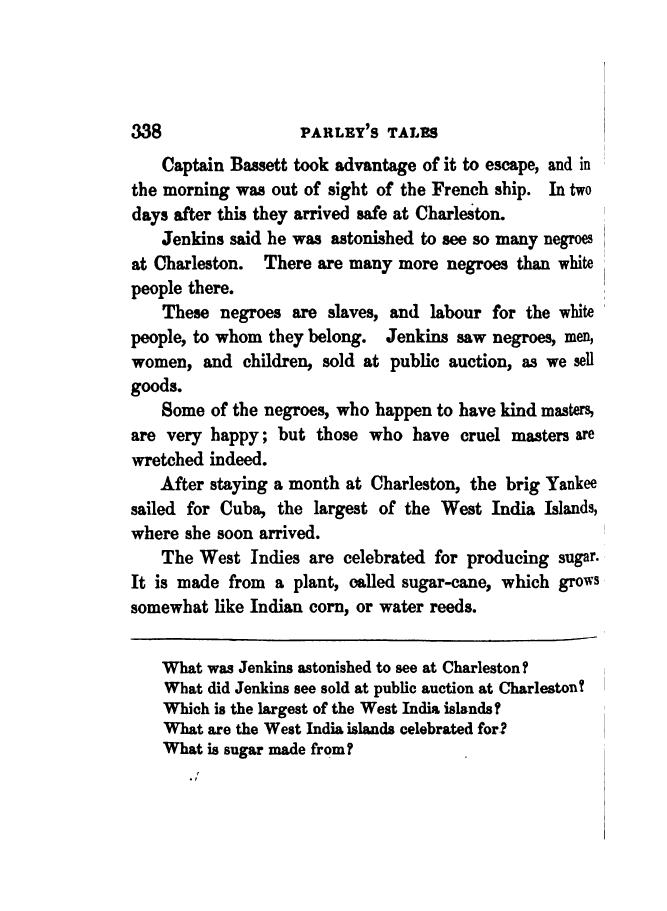 338 PARLEY'S TALES
Captain Bassett took advantage of it to escape, and in
the morning was out of sight of the French ship. In two
days after this they arrived safe at Charleston.
Jenkins said he was astonished to see so many negroes
at Charleston. There are many more negroes than white
people there.
These negroes are slaves, and labour for the white
people, to whom they belong. Jenkins saw negroes, men,
women, and children, sold at public auction, as we sell
goods.
Some of the negroes, who happen to have kind masters,
are very happy; but those who have cruel masters are
wretched indeed.
After staying a month at Charleston, the brig Yankee
sailed for Cuba, the largest of the West India Islands,
where she soon arrived.
The West Indies are celebrated for producing sugar.
It is made from a plant, called sugar-cane, which grows
somewhat like Indian corn, or water reeds.
What was Jenkins astonished to see at Charleston?
What did Jenkins see sold at public auction at Charleston?
Which is the largest of the West India islands?
What are the West India islands celebrated for?
What is sugar made from?